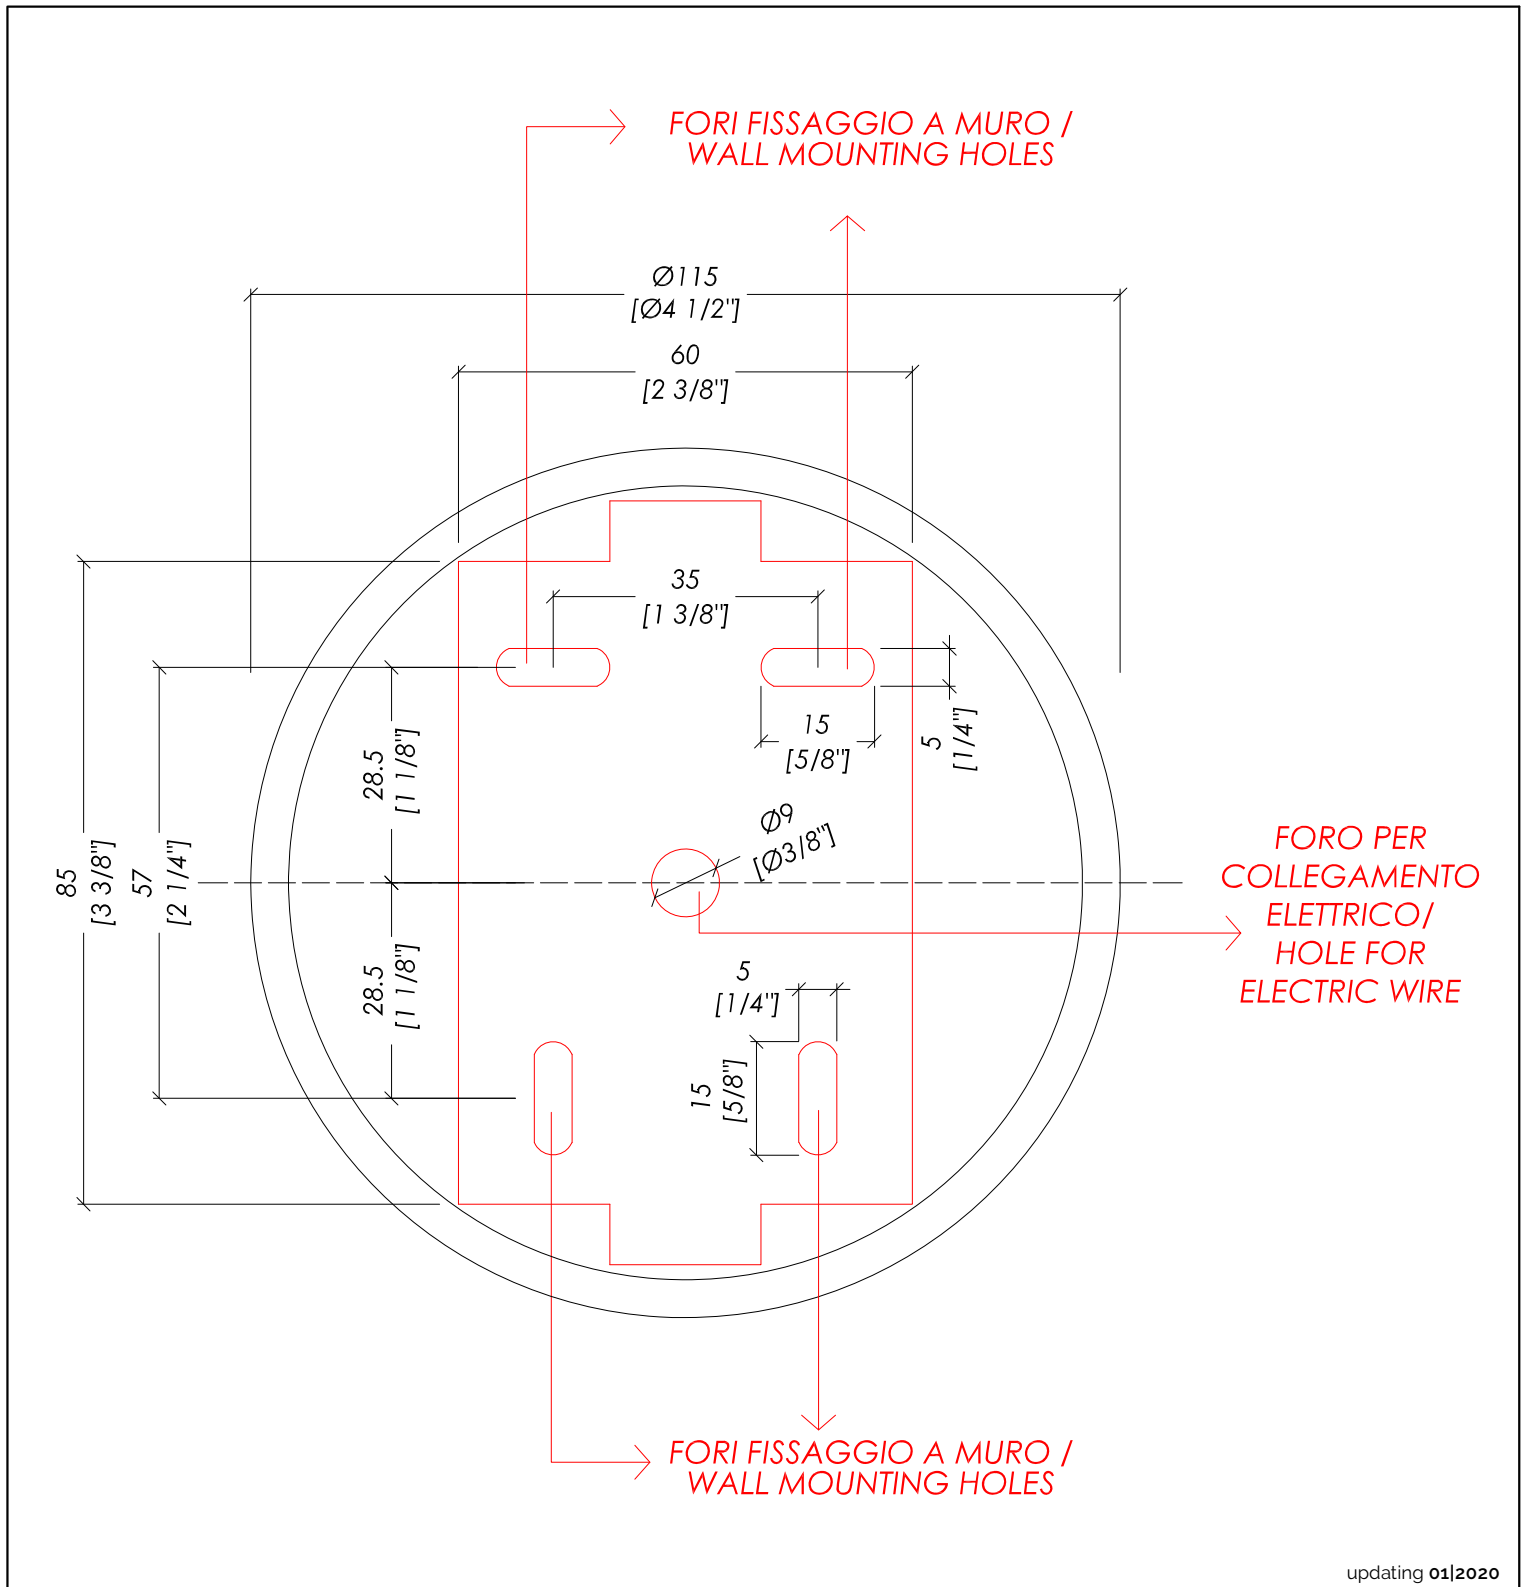 FORI FISSAGGIO A MURO /
WALL MOUNTING HOLES
Ø115
[Ø4 1/2"]
60
[2 3/8"]
35
[1 3/8"]
15
[5/8"]
5
[1/4"]
28.5
[1 1/8"]
85
[3 3/8"]
57
[2 1/4"]
Ø9
[Ø3/8"]
FORO PER
COLLEGAMENTO
ELETTRICO/
HOLE FOR
ELECTRIC WIRE
28.5
[1 1/8"]
5
[1/4"]
15
[5/8"]
FORI FISSAGGIO A MURO /
WALL MOUNTING HOLES
updating 01|2020